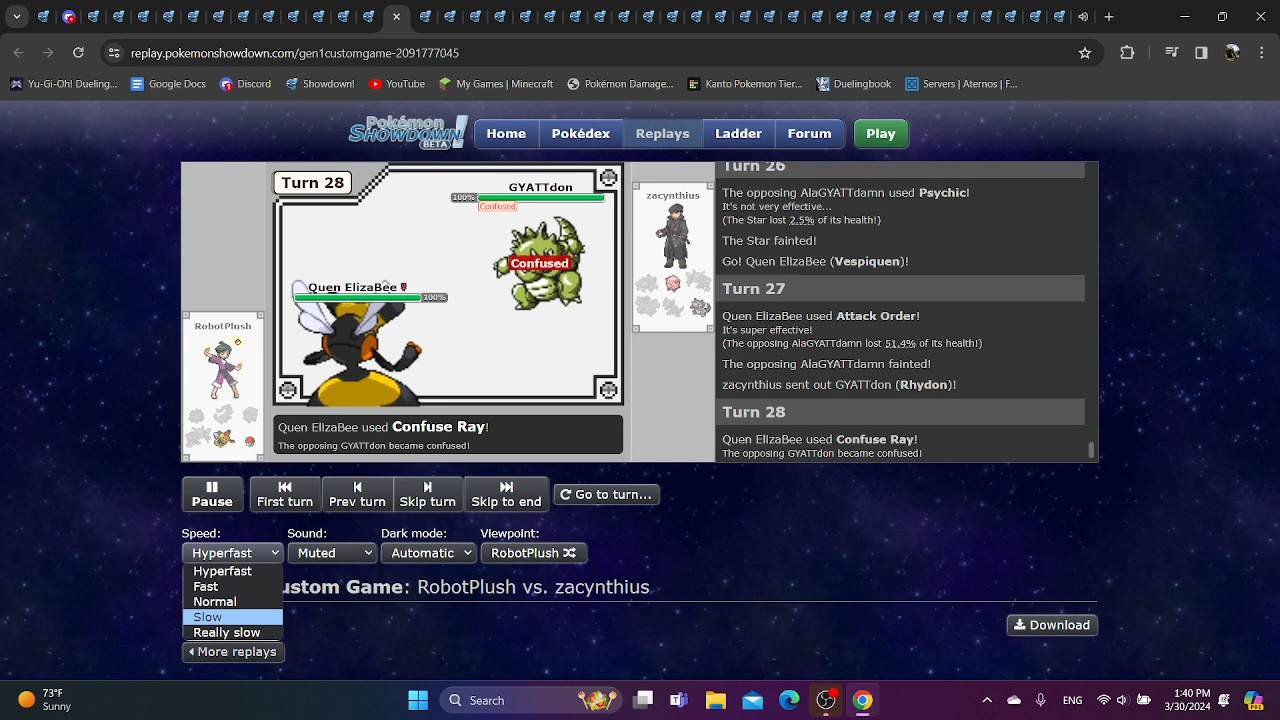 replay.pokemonshowdown.com/gen1customgame-2091777045
Yu-Gi-Oh! Dueling...
Google Docs
Discord
Showdown!
YouTube
My Games | Minecraft
Pokémon Damage...
Kanto Pokemon Tier...
Duelingbook
Servers | Aternos | F...
Pokémon
SHOWDOWN!
BETA
Home
Pokédex
Replays
Ladder
Forum
Play
Turn 28
GYATTdon
100%
Confused
Confused
Quen ElizaBee
100%
RobotPlush
zacynthius
Quen ElizaBee used Confuse Ray!
The opposing GYATTdon became confused!
Turn 26
The opposing AlaGYATTdamn used Psychic!
It's not very effective...
(The Star lost 2.5% of its health!)
The Star fainted!
Go! Quen ElizaBee (Vespiquen)!
Turn 27
Quen ElizaBee used Attack Order!
It's super effective!
(The opposing AlaGYATTdamn lost 51.4% of its health!)
The opposing AlaGYATTdamn fainted!
zacynthius sent out GYATTdon (Rhydon)!
Turn 28
Quen ElizaBee used Confuse Ray!
The opposing GYATTdon became confused!
Pause
First turn
Prev turn
Skip turn
Skip to end
Go to turn...
Speed:
Sound:
Dark mode:
Viewpoint:
Hyperfast
Muted
Automatic
RobotPlush
Hyperfast
Fast
Normal
Slow
Really slow
ustom Game: RobotPlush vs. zacynthius
Download
More replays
73°F
Sunny
Search
ENG
1:40 PM
3/30/2024
PRE